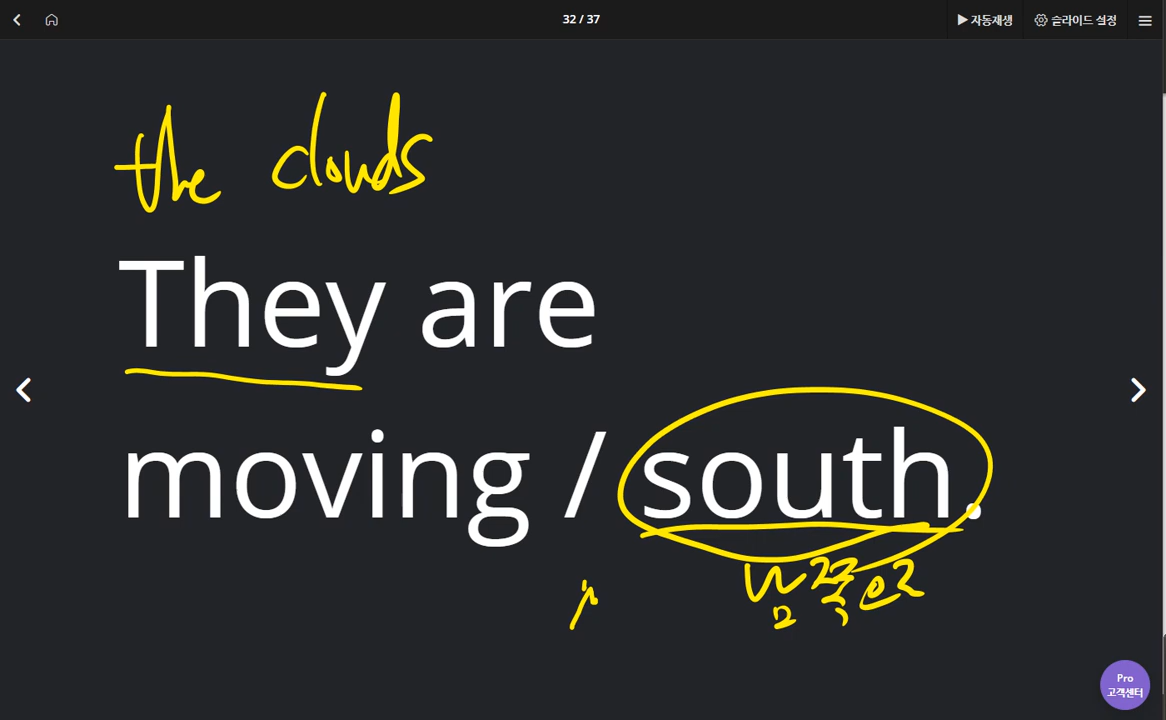 32 / 37
▶ 자동재생
슬라이드 설정
the clouds
They are
moving / south.
남쪽으로
Pro
고객센터